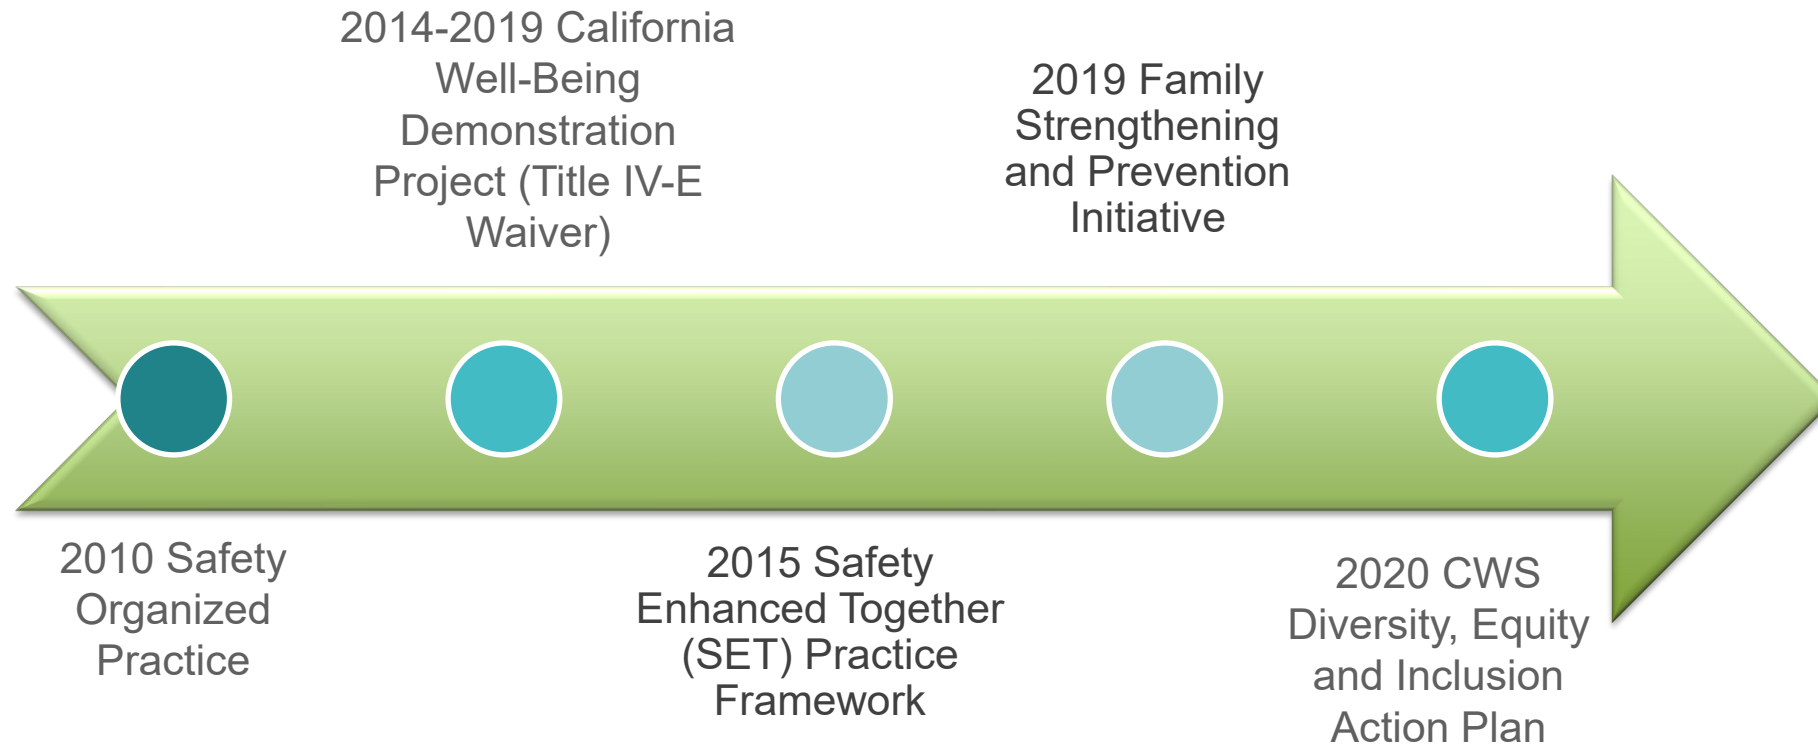 2010 Safety
Organized
Practice
2014-2019 California
Well-Being
Demonstration
Project (Title IV-E
Waiver)
2015 Safety
Enhanced Together
(SET) Practice
Framework
2019 Family
Strengthening
and Prevention
Initiative
2020 CWS
Diversity, Equity
and Inclusion
Action Plan